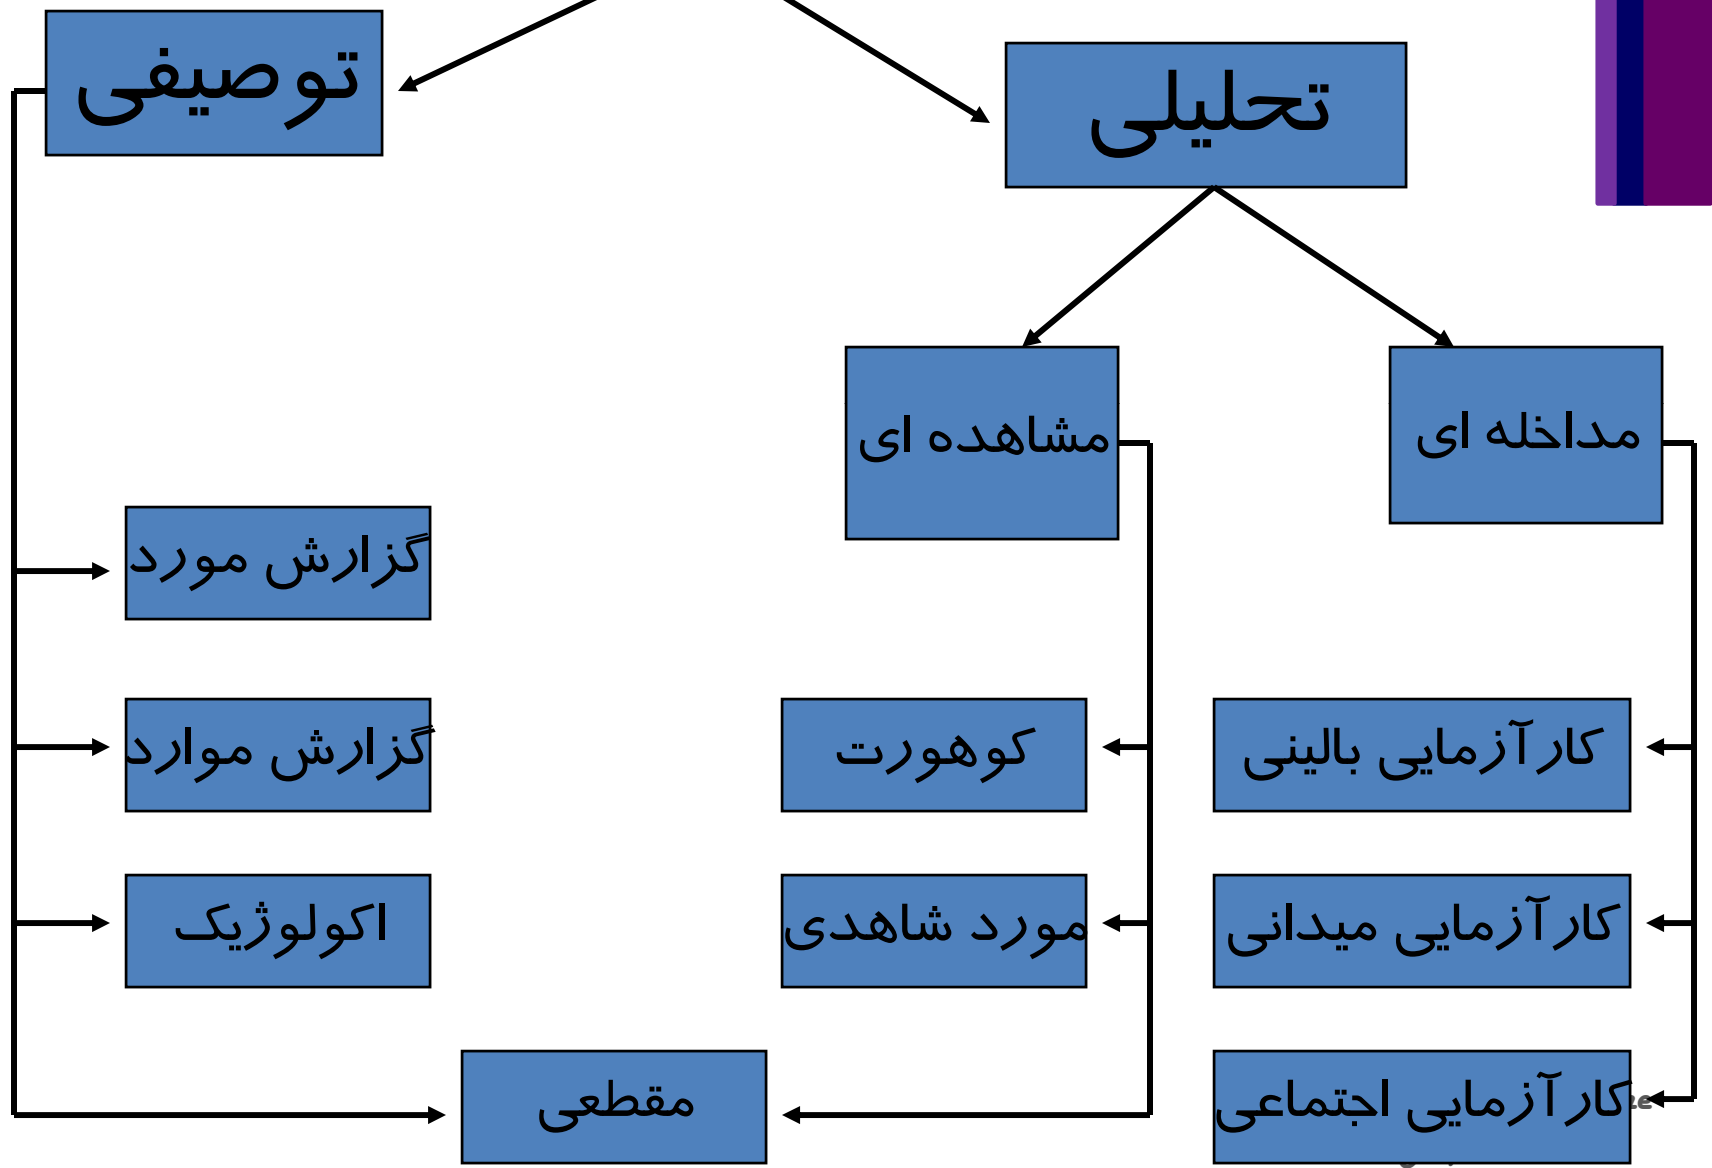 توصیفی
تحلیلی
مشاهده ای
مداخله ای
گزارش مورد
گزارش موارد
کوهورت
کارآزمایی بالینی
اکولوژیک
مورد شاهدی
کارآزمایی میدانی
مقطعی
کارآزمایی اجتماعی